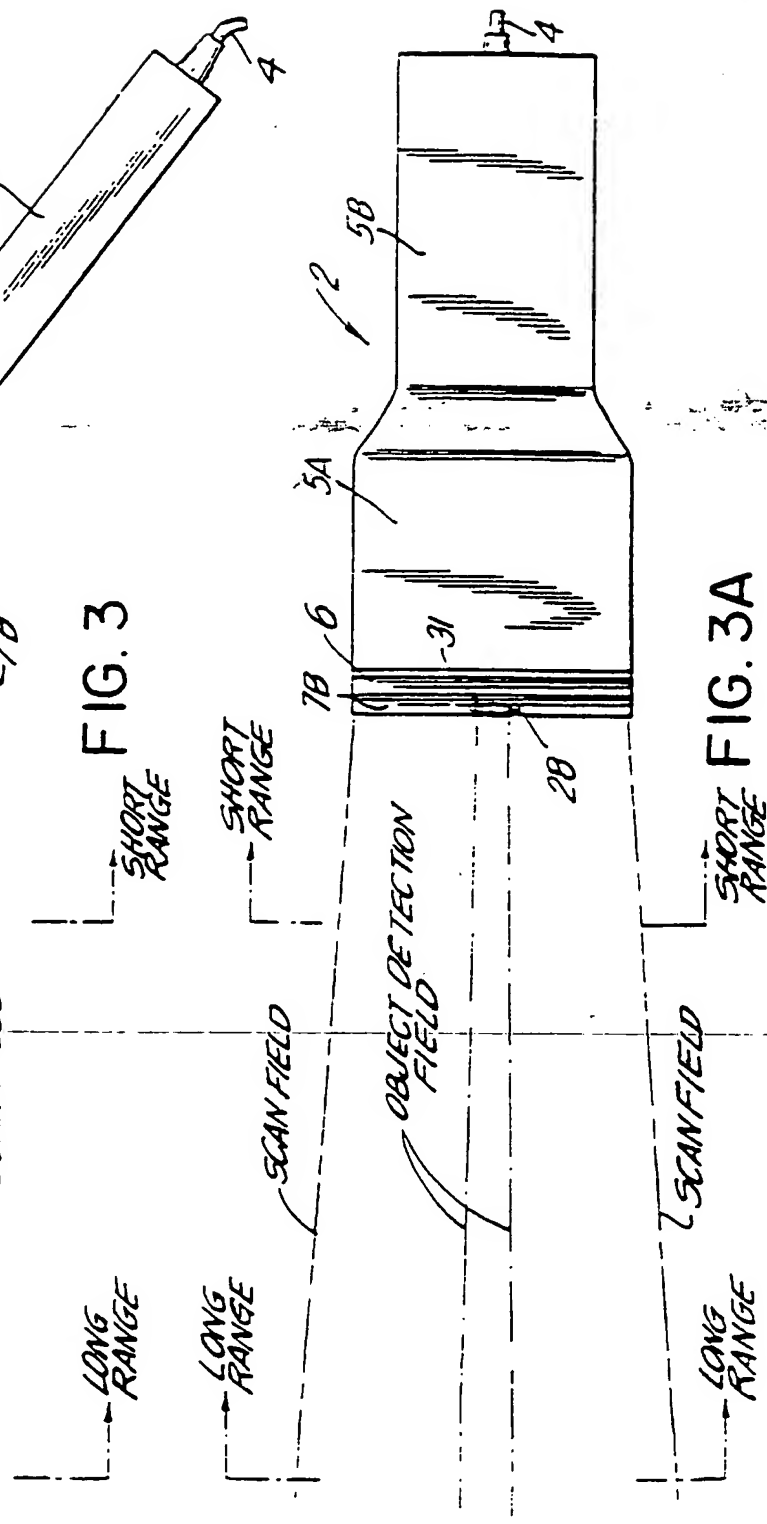 4
FIG. 3
SHORT
RANGE
LONG
RANGE
4
5B
2
5A
6
31
7B
2B
FIG. 3A
SHORT
RANGE
SHORT
RANGE
OBJECT DETECTION
FIELD
SCAN FIELD
SCAN FIELD
LONG
RANGE
LONG
RANGE